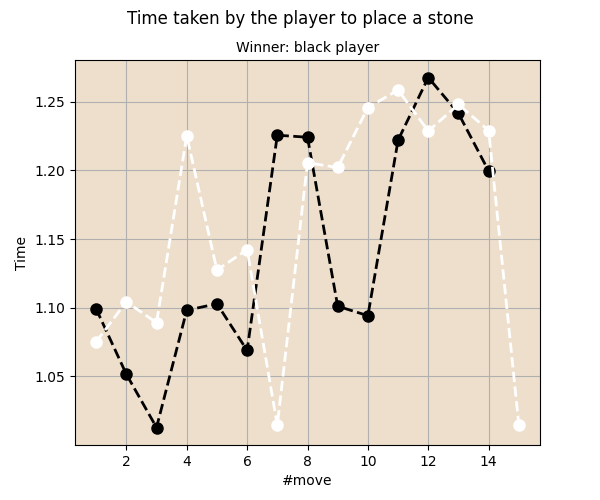 Time taken by the player to place a stone
Winner: black player
1.25
1.20
1.15
1.10
1.05
Time
2 4 6 8 10 12 14
#move